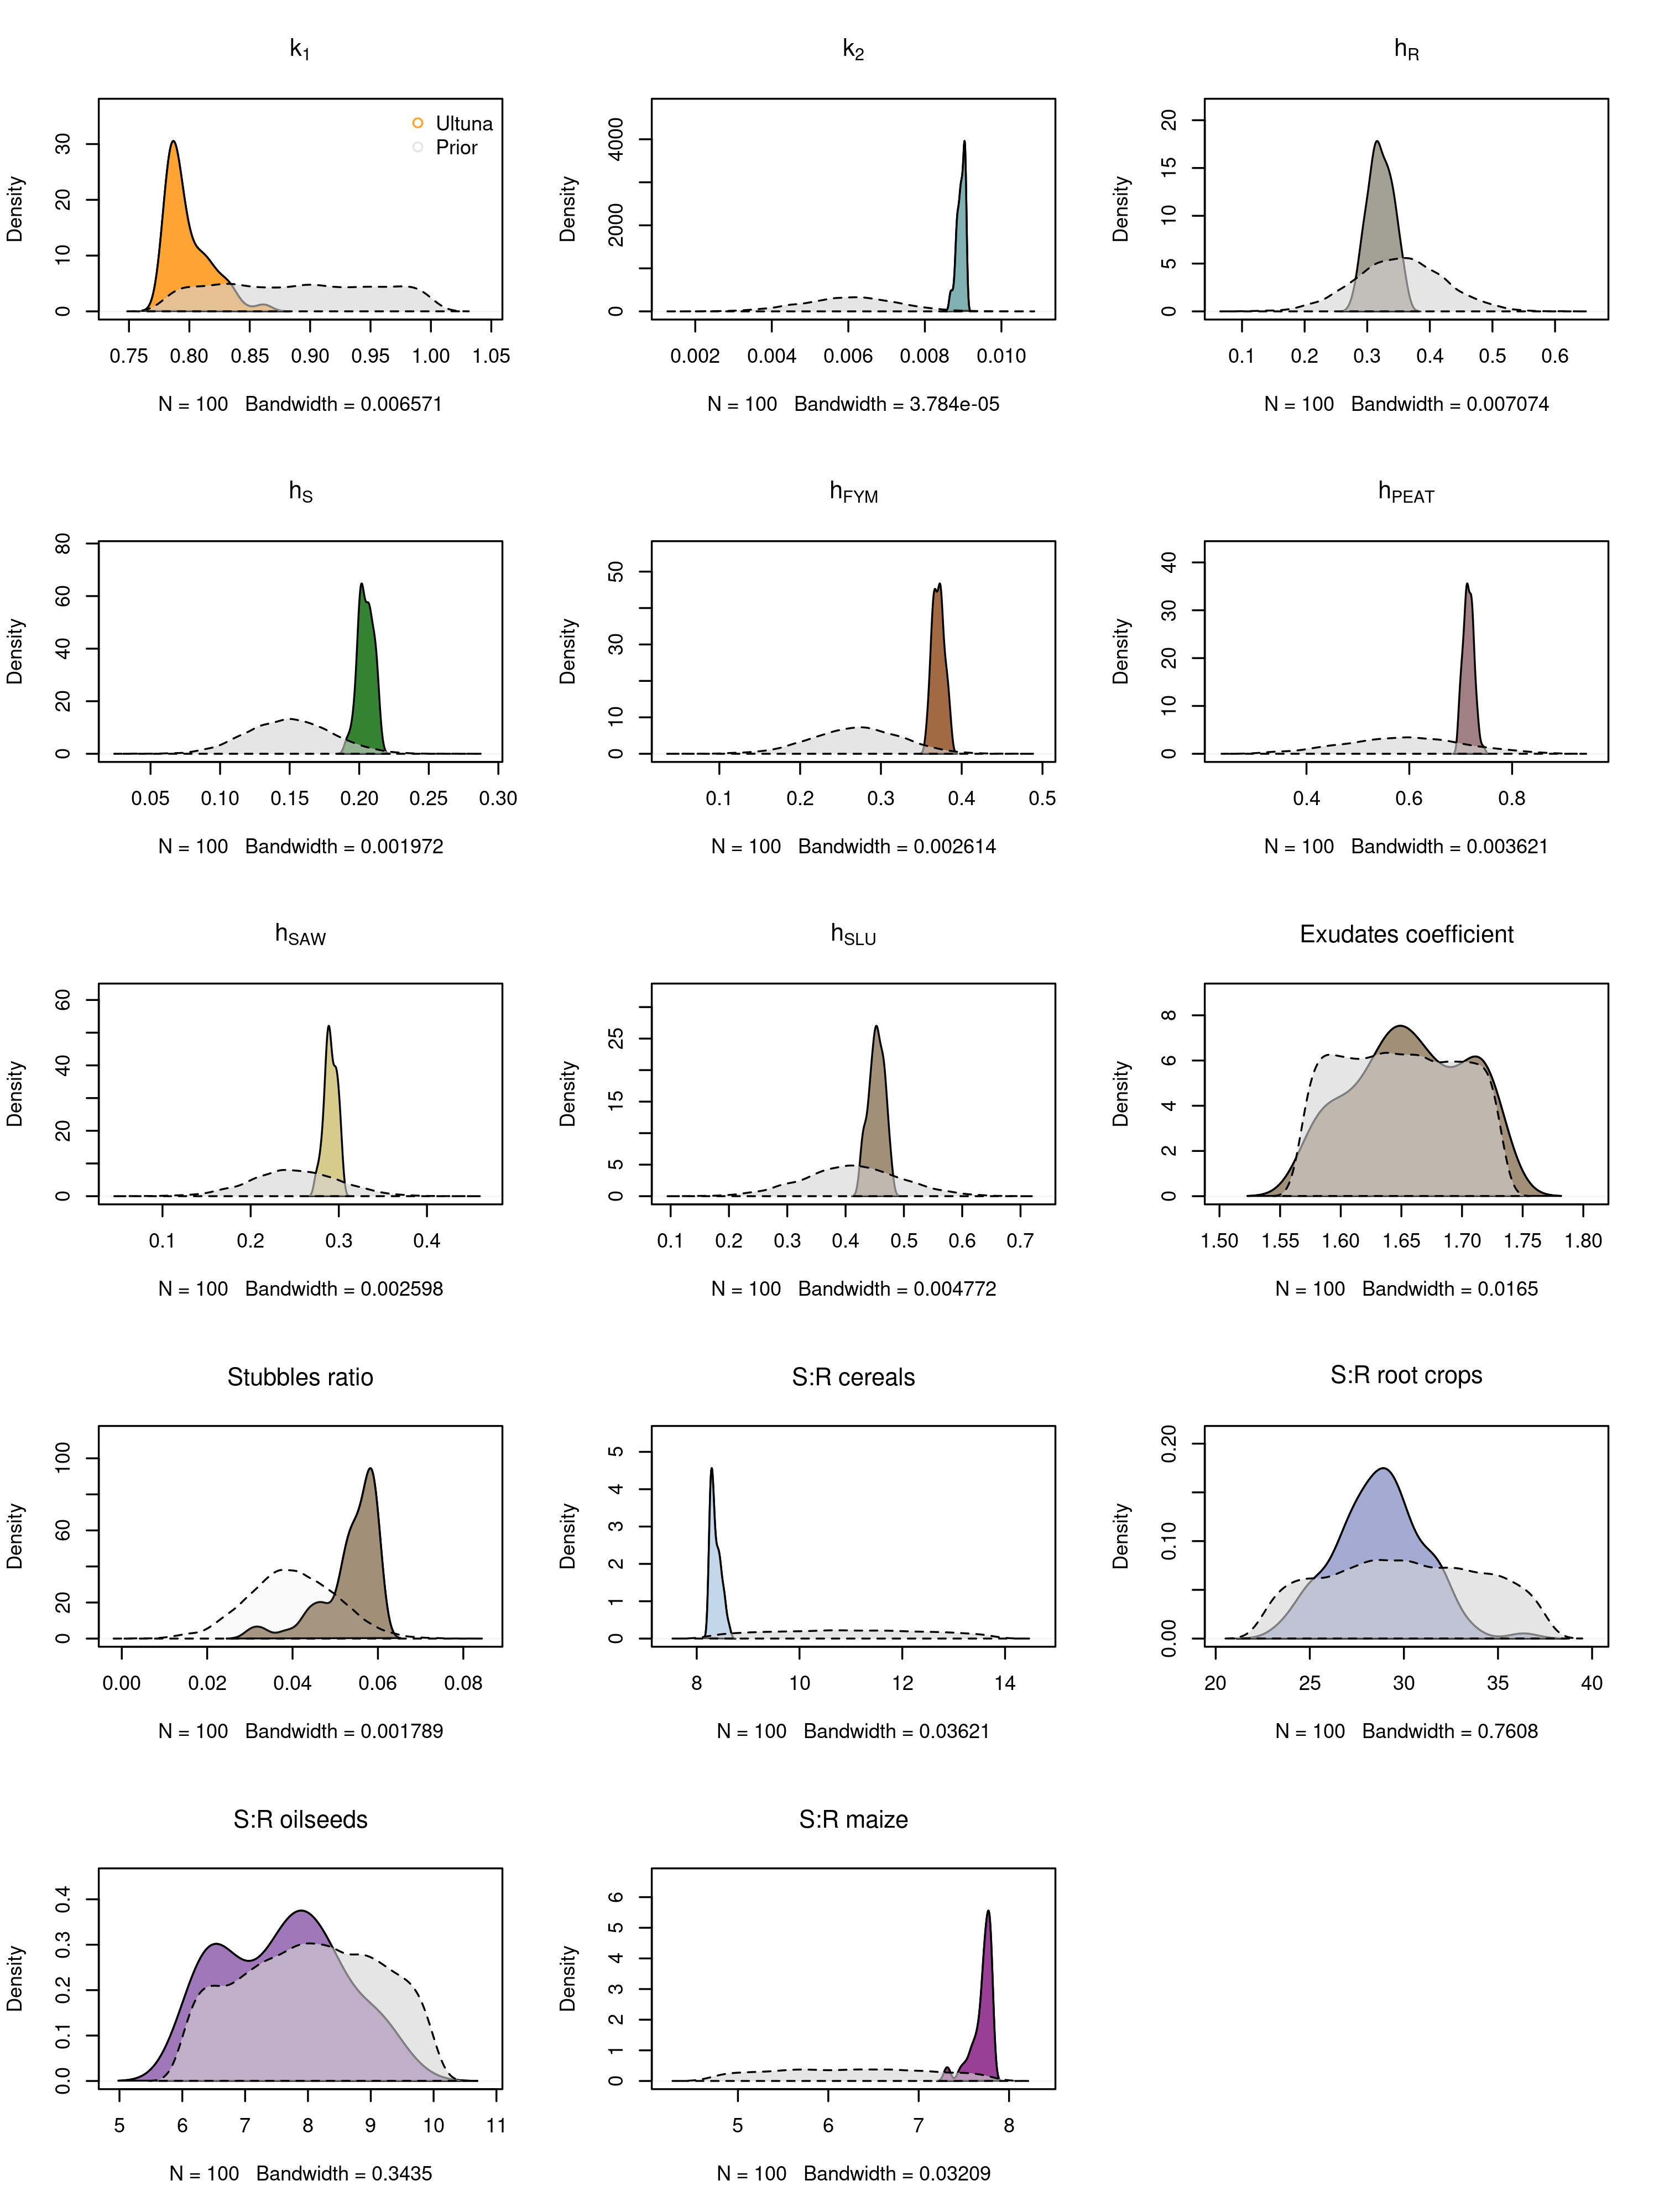 k1
Density
0 10 20 30
Ultuna
Prior
0.75 0.80 0.85 0.90 0.95 1.00 1.05
N = 100 Bandwidth = 0.006571
k2
Density
0 2000 4000
0.002 0.004 0.006 0.008 0.010
N = 100 Bandwidth = 3.784e-05
hR
Density
0 5 10 15 20
0.1 0.2 0.3 0.4 0.5 0.6
N = 100 Bandwidth = 0.007074
hS
Density
0 20 40 60 80
0.05 0.10 0.15 0.20 0.25 0.30
N = 100 Bandwidth = 0.001972
hFYM
Density
0 10 30 50
0.1 0.2 0.3 0.4 0.5
N = 100 Bandwidth = 0.002614
hPEAT
Density
0 10 20 30 40
0.4 0.6 0.8
N = 100 Bandwidth = 0.003621
hSAW
Density
0 20 40 60
0.1 0.2 0.3 0.4
N = 100 Bandwidth = 0.002598
hSLU
Density
0 5 15 25
0.1 0.2 0.3 0.4 0.5 0.6 0.7
N = 100 Bandwidth = 0.004772
Exudates coefficient
Density
0 2 4 6 8
1.50 1.55 1.60 1.65 1.70 1.75 1.80
N = 100 Bandwidth = 0.0165
Stubbles ratio
Density
0 20 60 100
0.00 0.02 0.04 0.06 0.08
N = 100 Bandwidth = 0.001789
S:R cereals
Density
0 1 2 3 4 5
8 10 12 14
N = 100 Bandwidth = 0.03621
S:R root crops
Density
0.00 0.10 0.20
20 25 30 35 40
N = 100 Bandwidth = 0.7608
S:R oilseeds
Density
0.0 0.1 0.2 0.3 0.4
5 6 7 8 9 10 11
N = 100 Bandwidth = 0.3435
S:R maize
Density
0 1 2 3 4 5 6
5 6 7 8
N = 100 Bandwidth = 0.03209